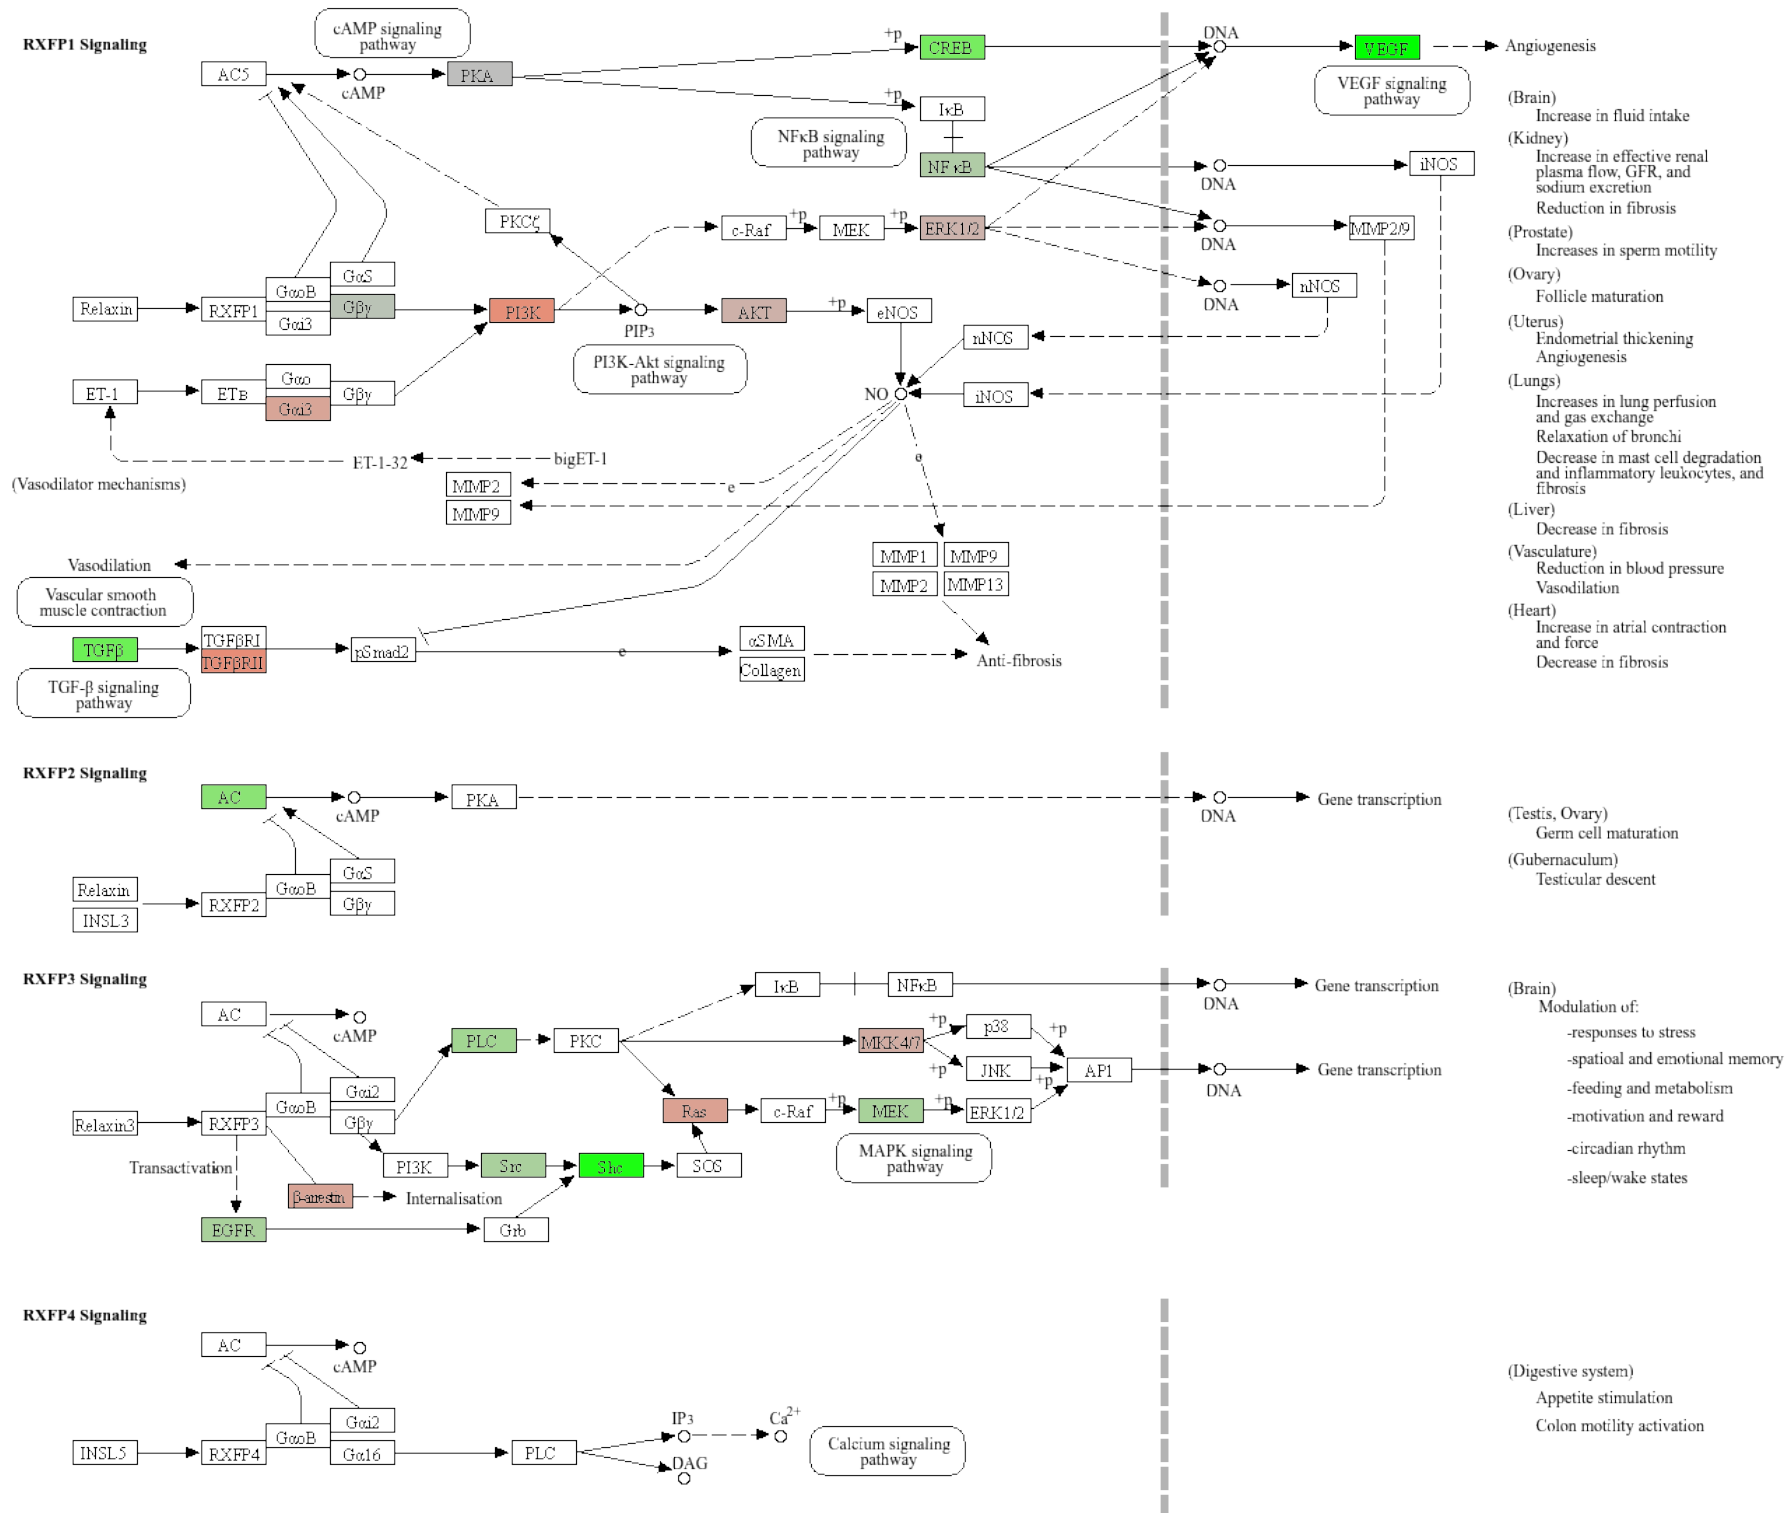 RXFP1 Signaling
cAMP signaling
pathway
AC5
cAMP
PKA
+p
CREB
DNA
VEGF
Angiogenesis
VEGF signaling
pathway
+p
IκB
NFκB signaling
pathway
NFκB
DNA
iNOS
PKCζ
c-Raf
+p
MEK
+p
ERK1/2
DNA
MMP2/9
Relaxin
RXFP1
GαoB
Gαi3
GαS
Gβγ
PI3K
PIP3
AKT
+p
eNOS
DNA
nNOS
PI3K-Akt signaling
pathway
nNOS
ET-1
ETB
Gαo
Gαi3
Gβγ
NO
iNOS
ET-1-32
bigET-1
(Vasodilator mechanisms)
MMP2
e
e
MMP9
MMP1
MMP9
MMP2
MMP13
Vasodilation
Vascular smooth
muscle contraction
TGFβ
TGFβRI
TGFβRII
pSmad2
e
αSMA
Collagen
Anti-fibrosis
TGF-β signaling
pathway
(Brain)
Increase in fluid intake
(Kidney)
Increase in effective renal
plasma flow, GFR, and
sodium excretion
Reduction in fibrosis
(Prostate)
Increases in sperm motility
(Ovary)
Follicle maturation
(Uterus)
Endometrial thickening
Angiogenesis
(Lungs)
Increases in lung perfusion
and gas exchange
Relaxation of bronchi
Decrease in mast cell degradation
and inflammatory leukocytes, and
fibrosis
(Liver)
Decrease in fibrosis
(Vasculature)
Reduction in blood pressure
Vasodilation
(Heart)
Increase in atrial contraction
and force
Decrease in fibrosis
RXFP2 Signaling
AC
cAMP
PKA
DNA
Gene transcription
Relaxin
INSL3
RXFP2
GαoB
GαS
Gβγ
(Testis, Ovary)
Germ cell maturation
(Gubernaculum)
Testicular descent
RXFP3 Signaling
AC
cAMP
IκB
NFκB
DNA
Gene transcription
PLC
PKC
MKK4/7
+p
+p
p38
JNK
+p
+p
AP1
DNA
Gene transcription
Relaxin3
RXFP3
GαoB
Gαi2
Gβγ
Ras
c-Raf
+p
MEK
+p
ERK1/2
MAPK signaling
pathway
Transactivation
PI3K
Src
Shc
SOS
β-arrestin
Internalisation
EGFR
Grb
(Brain)
Modulation of:
-responses to stress
-spatioal and emotional memory
-feeding and metabolism
-motivation and reward
-circadian rhythm
-sleep/wake states
RXFP4 Signaling
AC
cAMP
INSL5
RXFP4
GαoB
Gαi2
Gα16
PLC
IP3
Ca2+
DAG
Calcium signaling
pathway
(Digestive system)
Appetite stimulation
Colon motility activation